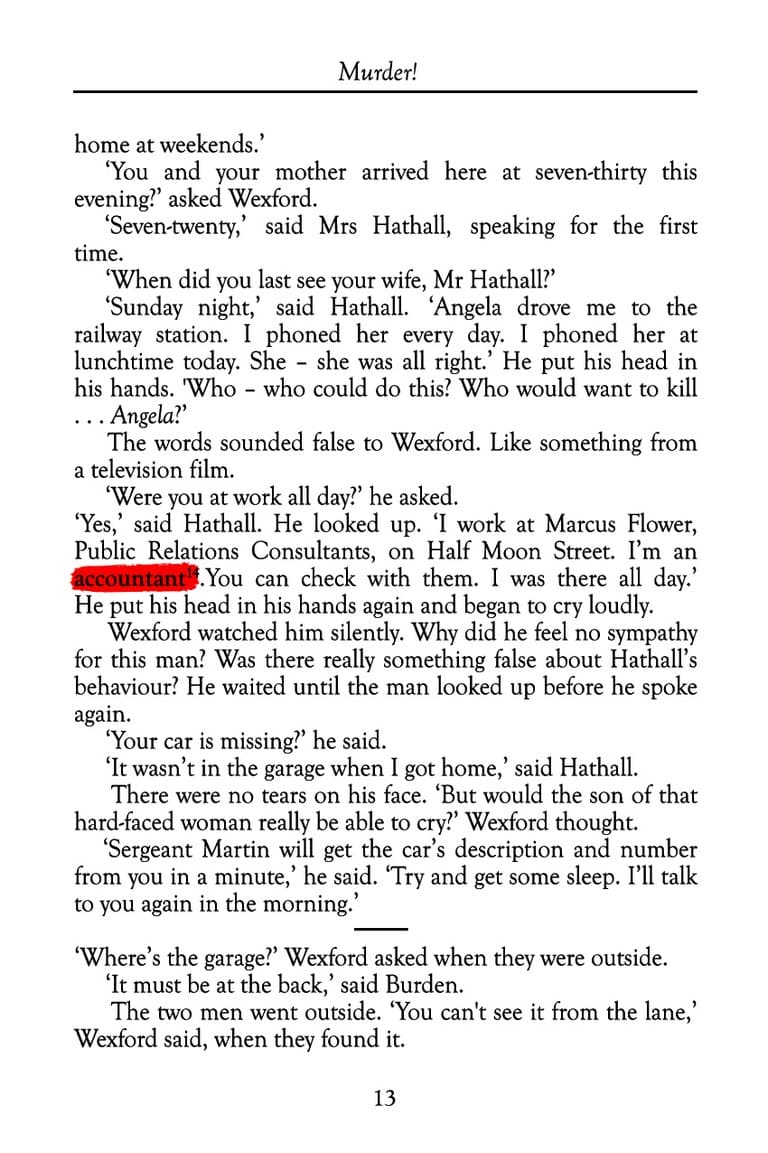 Murder!
home at weekends.’
‘You and your mother arrived here at seven-thirty this
evening?’ asked Wexford.
‘Seven-twenty,’ said Mrs Hathall, speaking for the first
time.
‘When did you last see your wife, Mr Hathall?’
‘Sunday night,’ said Hathall. ‘Angela drove me to the
railway station. I phoned her every day. I phoned her at
lunchtime today. She – she was all right.’ He put his head in
his hands. 'Who – who could do this? Who would want to kill
. . . Angela?’
The words sounded false to Wexford. Like something from
a television film.
‘Were you at work all day?’ he asked.
‘Yes,’ said Hathall. He looked up. ‘I work at Marcus Flower,
Public Relations Consultants, on Half Moon Street. I’m an
accountant¹⁴.You can check with them. I was there all day.’
He put his head in his hands again and began to cry loudly.
Wexford watched him silently. Why did he feel no sympathy
for this man? Was there really something false about Hathall’s
behaviour? He waited until the man looked up before he spoke
again.
‘Your car is missing?’ he said.
‘It wasn’t in the garage when I got home,’ said Hathall.
There were no tears on his face. ‘But would the son of that
hard-faced woman really be able to cry?’ Wexford thought.
‘Sergeant Martin will get the car’s description and number
from you in a minute,’ he said. ‘Try and get some sleep. I’ll talk
to you again in the morning.’
‘Where’s the garage?’ Wexford asked when they were outside.
‘It must be at the back,’ said Burden.
The two men went outside. ‘You can't see it from the lane,’
Wexford said, when they found it.
13